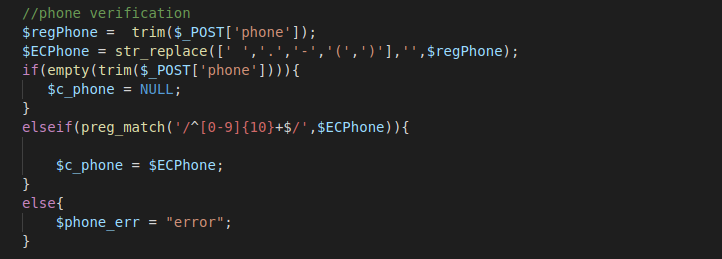 //phone verification
$regPhone =  trim($_POST['phone']);
$ECPhone = str_replace([' ','.','-','(',')'],'',$regPhone);
if(empty(trim($_POST['phone']))){
   $c_phone = NULL;
}
elseif(preg_match('/^[0-9]{10}+$/',$ECPhone)){
    $c_phone = $ECPhone;
}
else{
    $phone_err = "error";
}